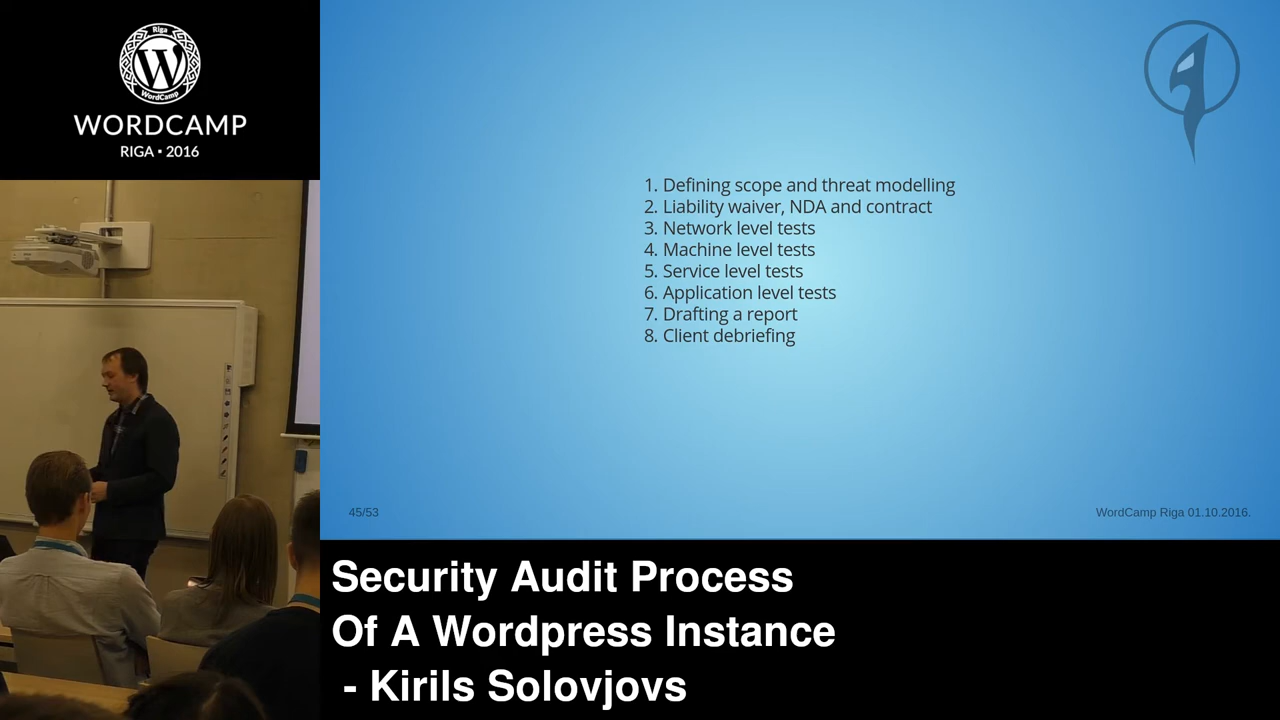 Riga
WordCamp
WORDCAMP
RIGA • 2016
1. Defining scope and threat modelling
2. Liability waiver, NDA and contract
3. Network level tests
4. Machine level tests
5. Service level tests
6. Application level tests
7. Drafting a report
8. Client debriefing
45/53
WordCamp Riga 01.10.2016.
Security Audit Process
Of A Wordpress Instance
- Kirils Solovjovs